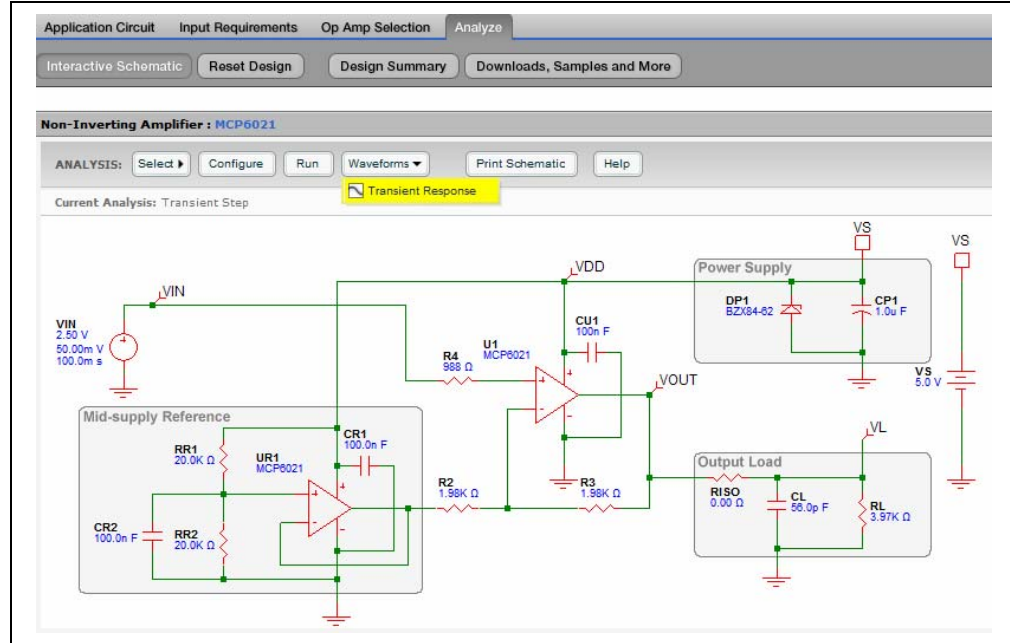 Application Circuit Input Requirements Op Amp Selection Analyze
Interactive Schematic Reset Design Design Summary Downloads, Samples and More
Non-Inverting Amplifier : MCP6021
ANALYSIS: Select Configure Run Waveforms Print Schematic Help
Transient Response
Current Analysis: Transient Step
VS
VS
VDD
Power Supply
VIN
DP1
BZX84-62
CP1
1.0u F
VIN
2.50 V
50.00m V
100.0m s
CU1
100n F
U1
MCP6021
R4
988 Ω
VS
5.0 V
VOUT
Mid-supply Reference
VL
RR1
20.0K Ω
CR1
100.0n F
UR1
MCP6021
Output Load
R2
1.98K Ω
R3
1.98K Ω
RISO
0.00 Ω
CL
56.0p F
RL
3.97K Ω
CR2
100.0n F
RR2
20.0K Ω